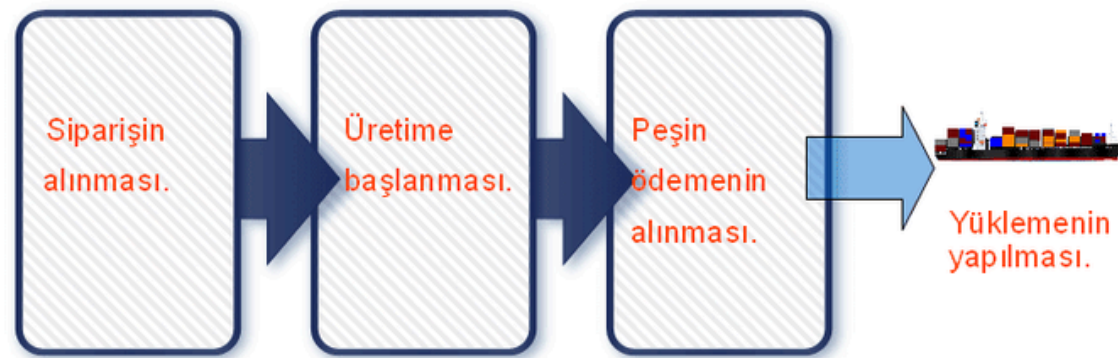 Siparişin
alınması.
Üretime
başlanması.
Peşin
ödemenin
alınması.
Yüklemenin
yapılması.